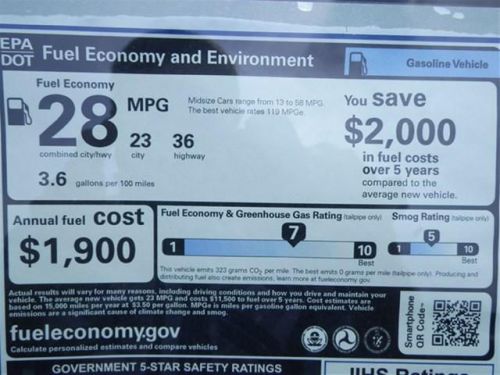 EPA
DOT
Fuel Economy and Environment
Gasoline Vehicle
Fuel Economy
28
MPG
Midsize Cars range from 13 to 58 MPG.
The best vehicle rates 119 MPGe.
23
city
36
highway
combined city/hwy
3.6 gallons per 100 miles
You save
$2,000
in fuel costs
over 5 years
compared to the
average new vehicle.
Annual fuel cost
$1,900
Fuel Economy & Greenhouse Gas Rating (tailpipe only)
1
7
10
Best
Smog Rating (tailpipe only)
1
5
10
Best
This vehicle emits 323 grams CO2 per mile. The best emits 0 grams per mile (tailpipe only). Producing and
distributing fuel also create emissions; learn more at fueleconomy.gov.
Actual results will vary for many reasons, including driving conditions and how you drive and maintain your
vehicle. The average new vehicle gets 23 MPG and costs $11,500 to fuel over 5 years. Cost estimates are
based on 15,000 miles per year at $3.50 per gallon. MPGe is miles per gasoline gallon equivalent. Vehicle
emissions are a significant cause of climate change and smog.
fueleconomy.gov
Calculate personalized estimates and compare vehicles
Smartphone
QR Code
GOVERNMENT 5-STAR SAFETY RATINGS
IIHS Ratings